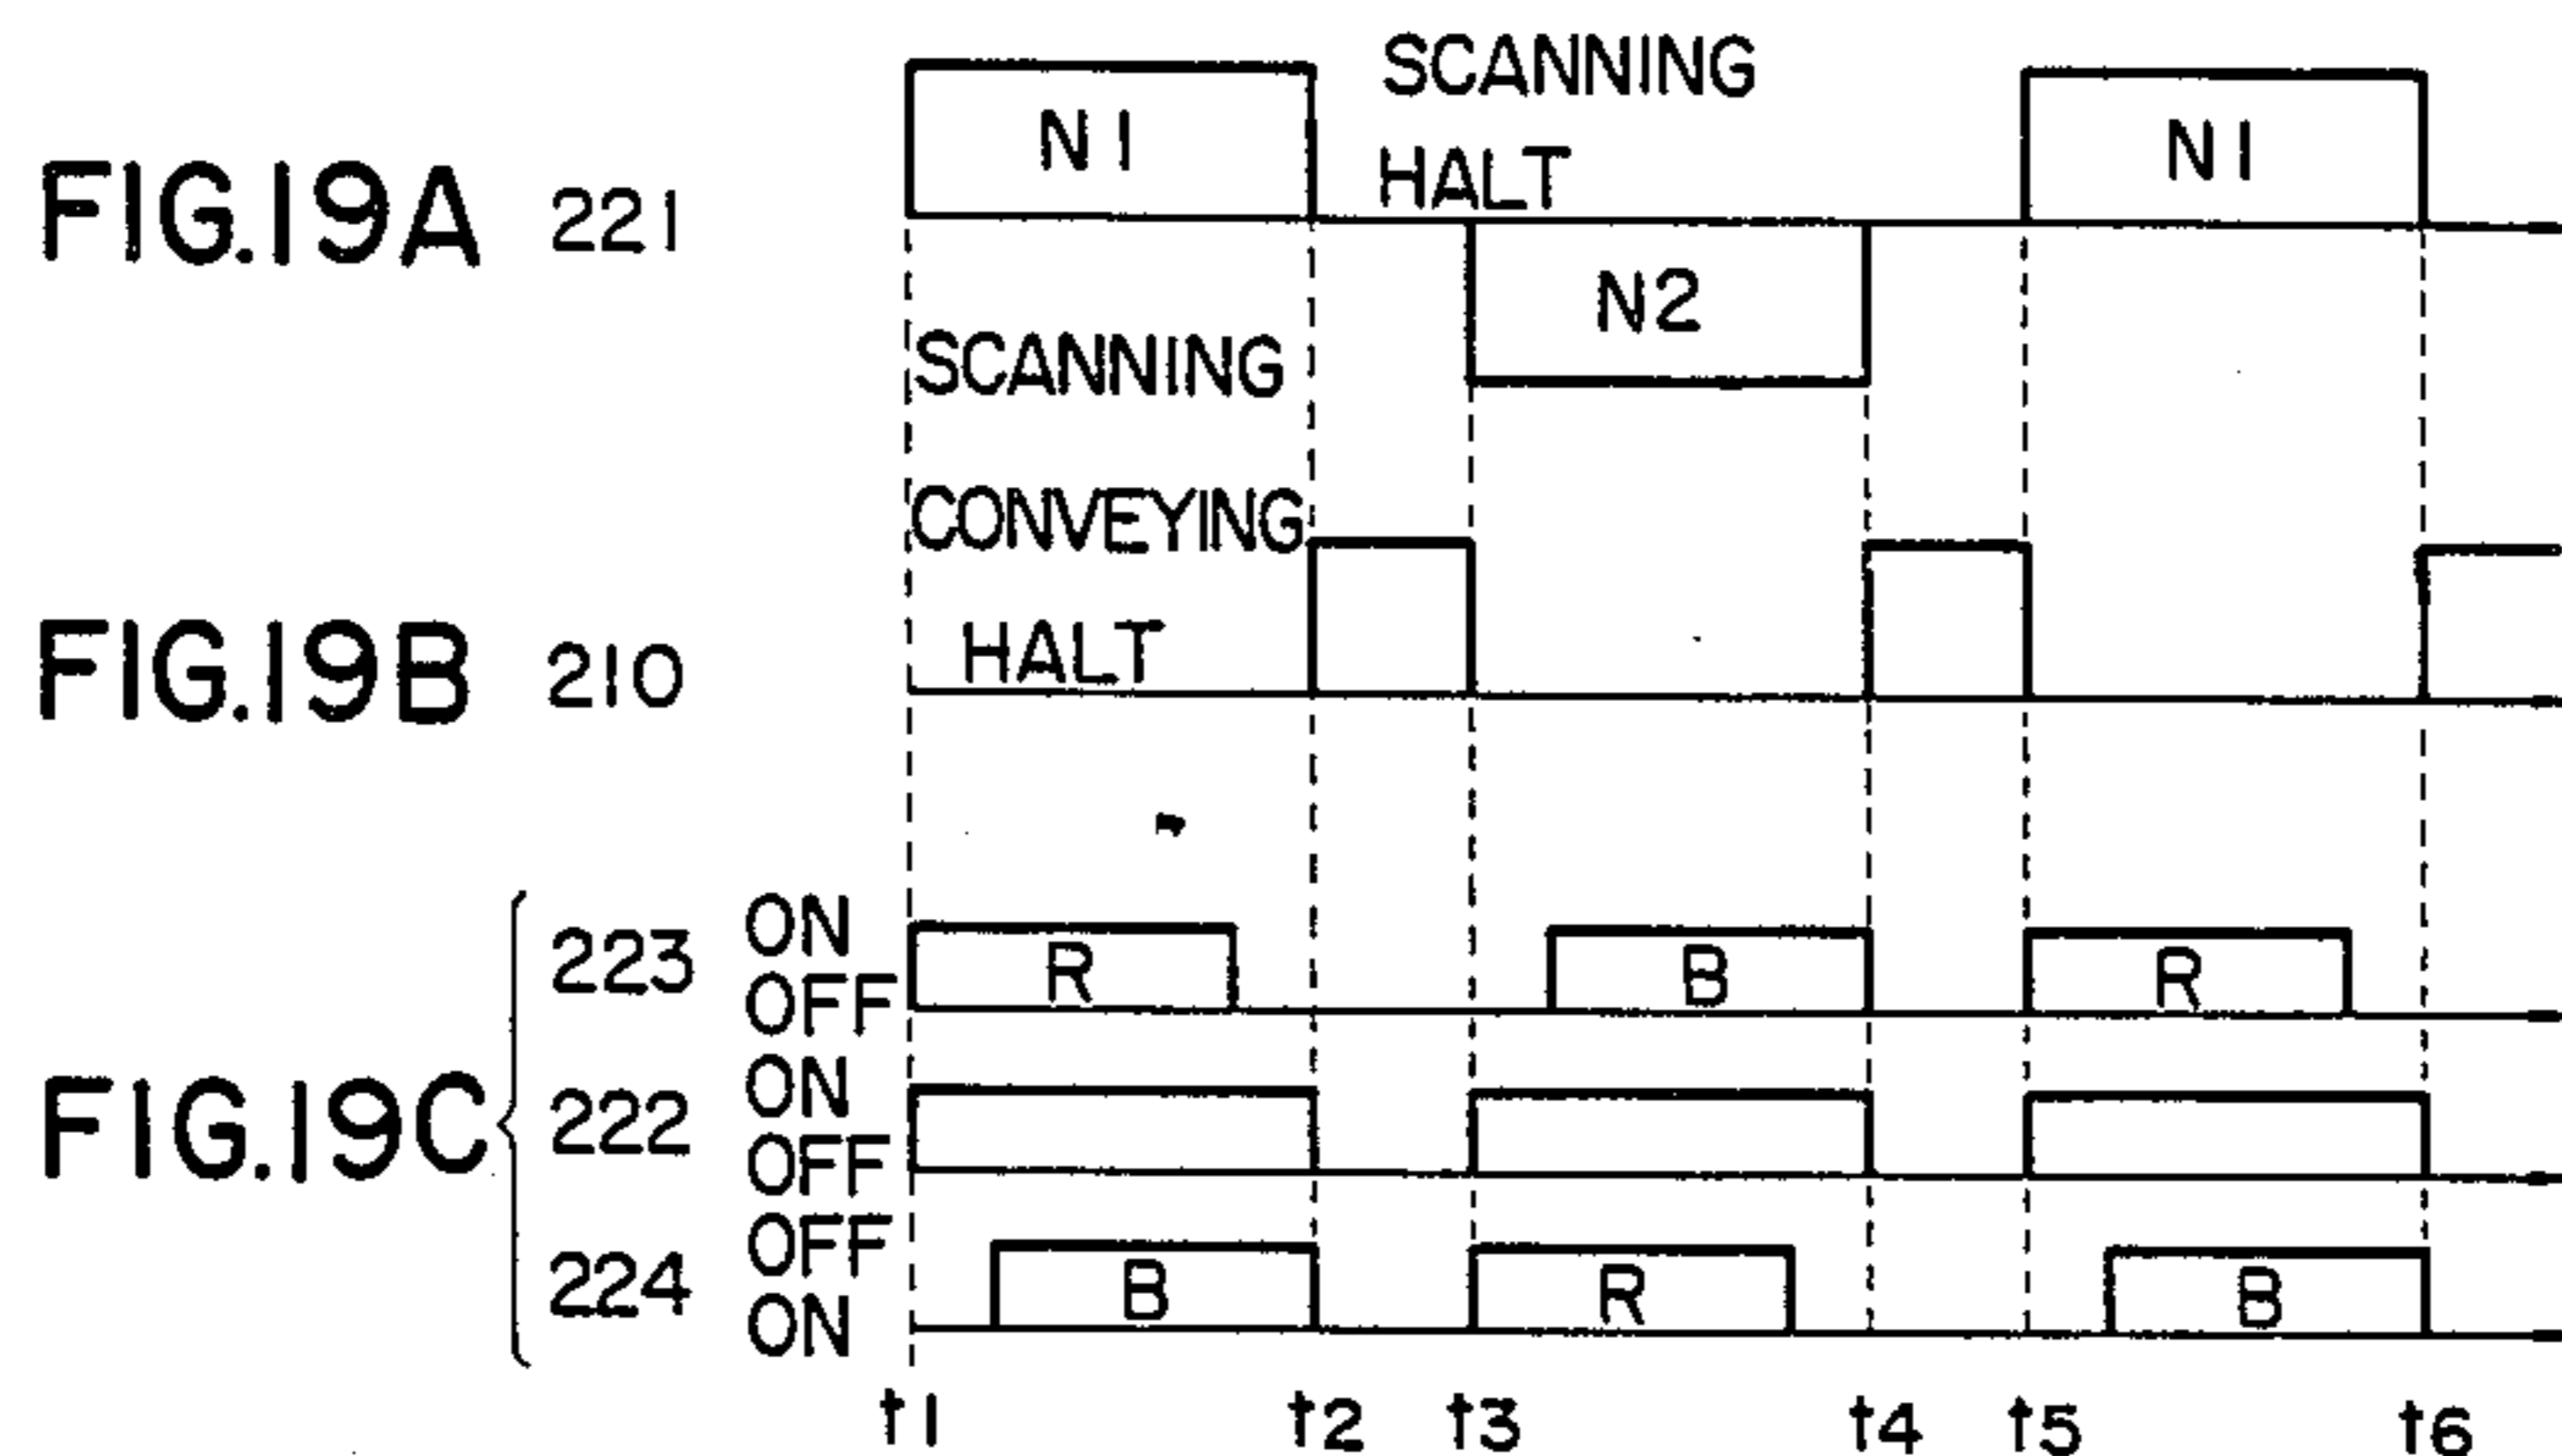 FIG.19A 221
N1
SCANNING
HALT
N1
N2
SCANNING
FIG.19B 210
CONVEYING
HALT
FIG.19C
223 ON
OFF
R
B
R
222 ON
OFF
224 OFF
ON
B
R
B
t1 t2 t3 t4 t5 t6